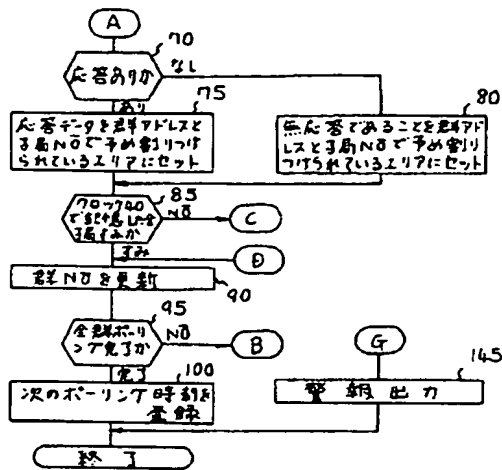 A
70
応答ありか
なし
あり
75
応答データを群アドレスと
子局NOで予め割りつけ
られているエリアにセット
80
無応答であることを群アド
レスと子局NOで予め割り
つけられているエリアにセット
85
ブロック40
で記憶した全
子局すみか
NO
C
すみ
D
群NOを更新
90
95
全群ポーリ
ング完了か
NO
B
完了
100
次のポーリング時刻を
登録
G
145
警報出力
終了